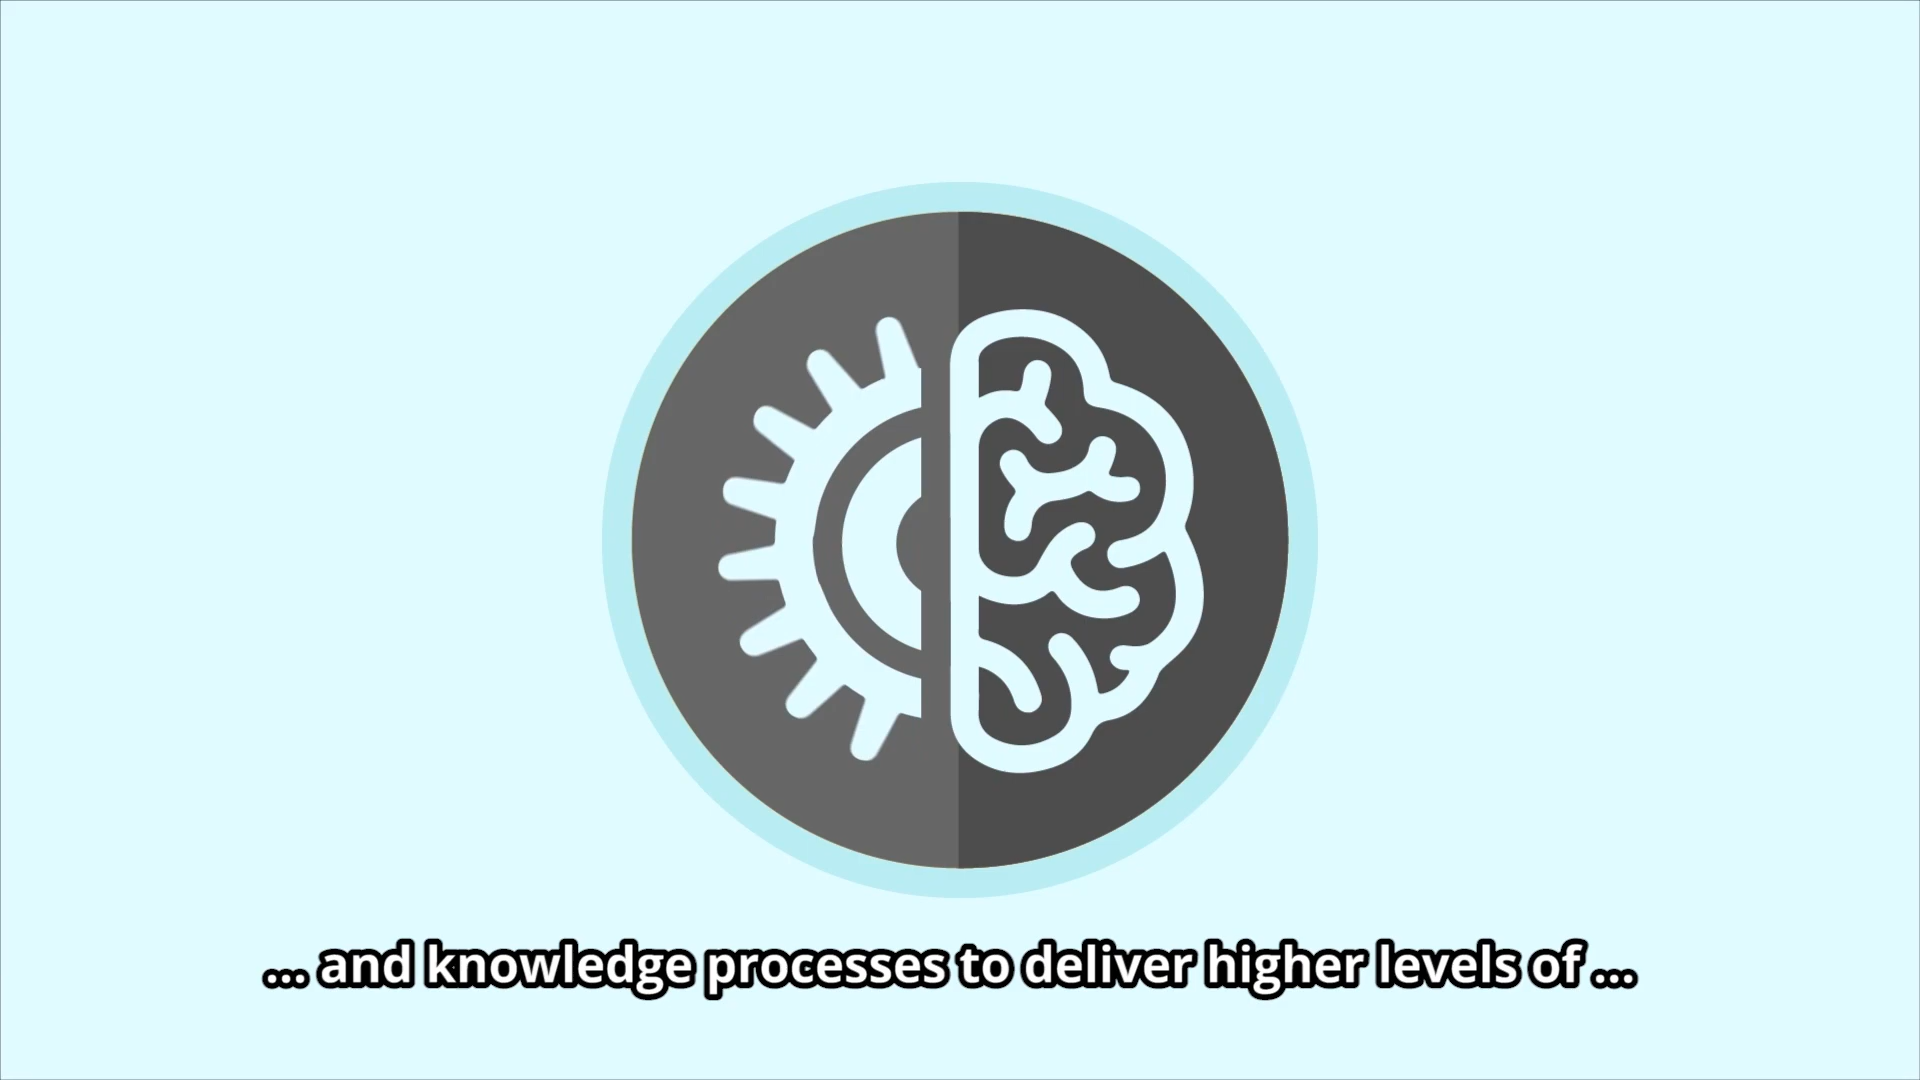 ... and knowledge processes to deliver higher levels of ...